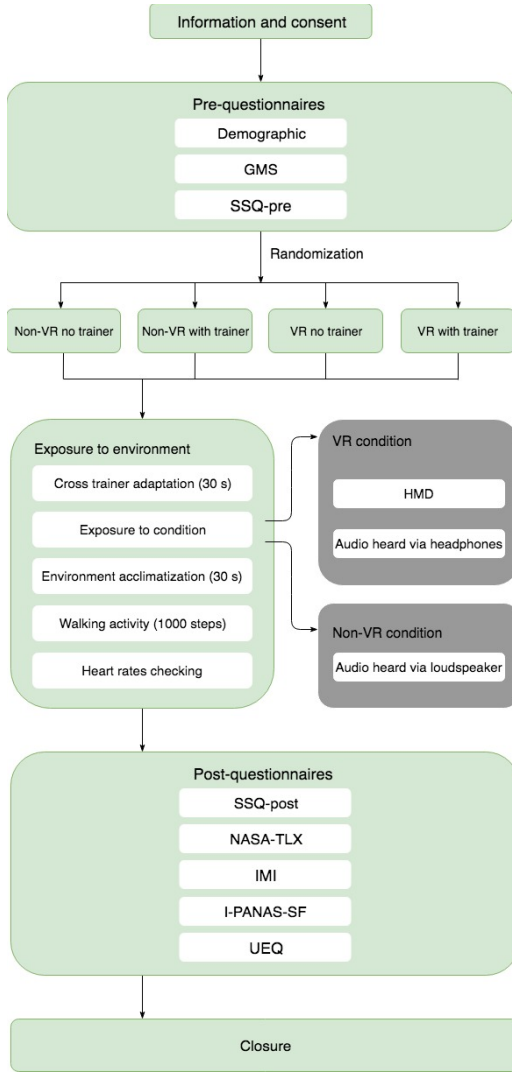 Information and consent
Pre-questionnaires
Demographic
GMS
SSQ-pre
Randomization
Non-VR no trainer
Non-VR with trainer
VR no trainer
VR with trainer
Exposure to environment
Cross trainer adaptation (30 s)
Exposure to condition
Environment acclimatization (30 s)
Walking activity (1000 steps)
Heart rates checking
VR condition
HMD
Audio heard via headphones
Non-VR condition
Audio heard via loudspeaker
Post-questionnaires
SSQ-post
NASA-TLX
IMI
I-PANAS-SF
UEQ
Closure